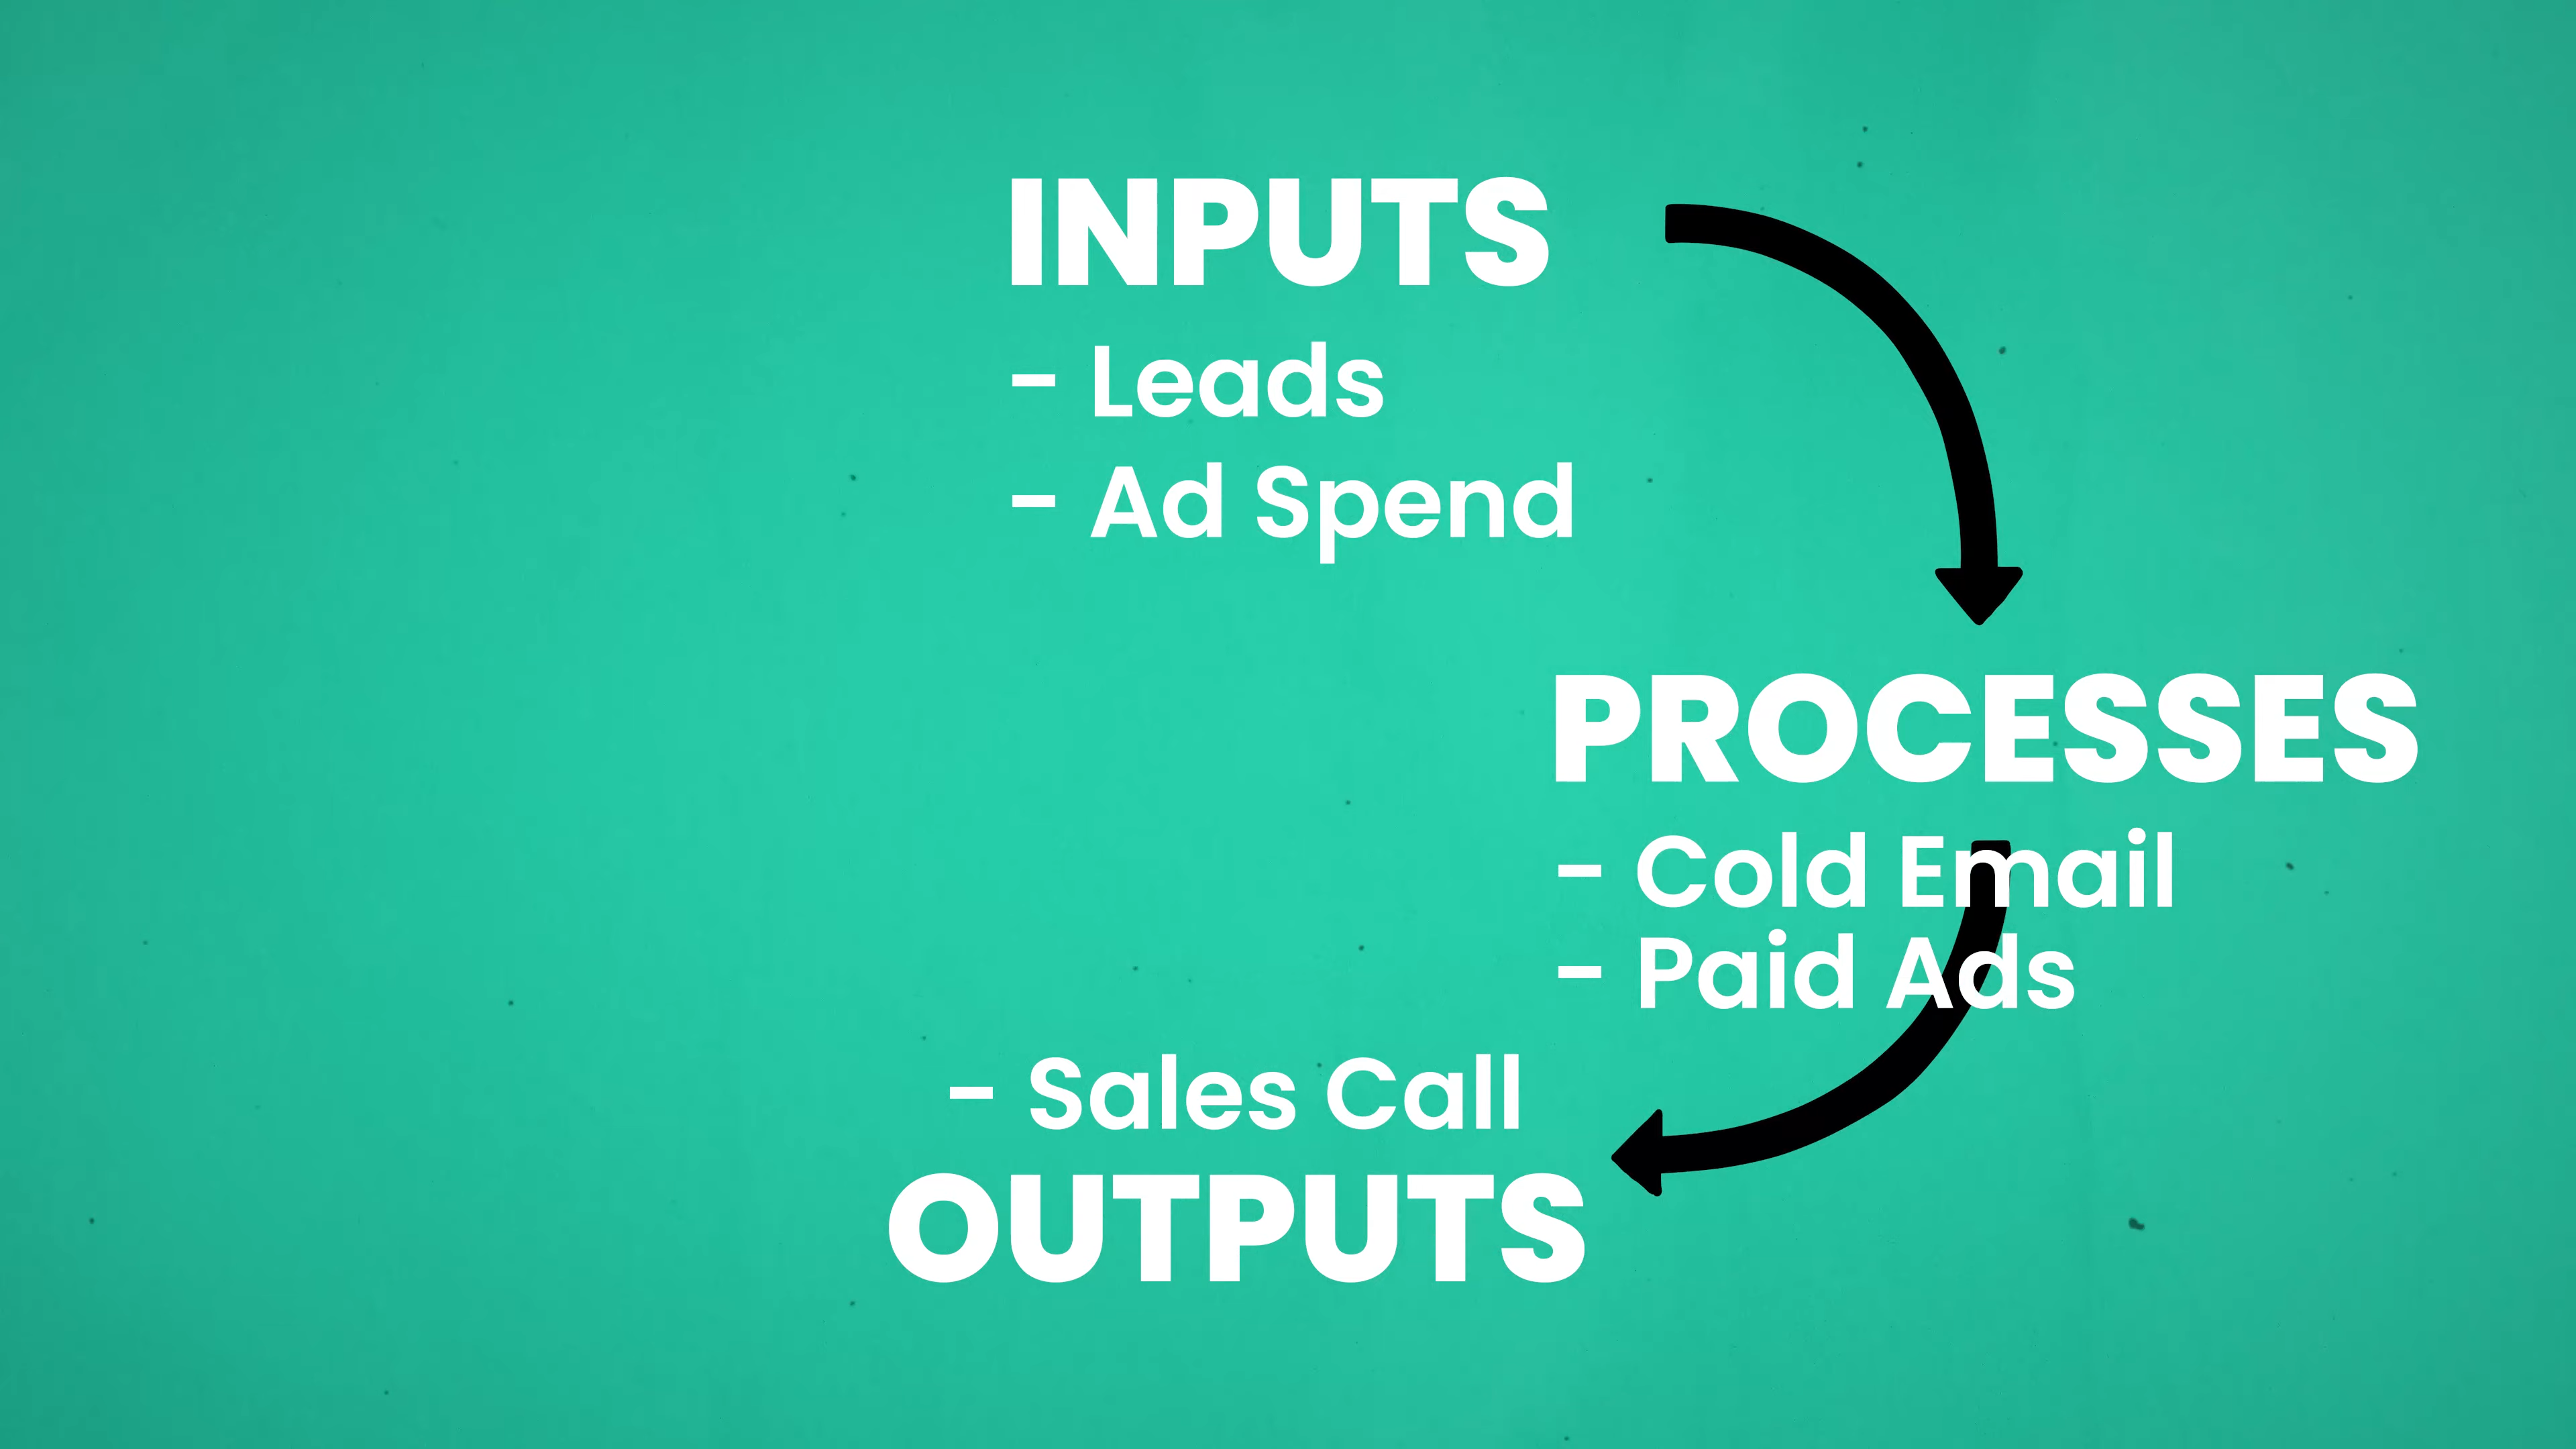 INPUTS
- Leads
- Ad Spend
PROCESSES
- Cold Email
- Paid Ads
- Sales Call
OUTPUTS